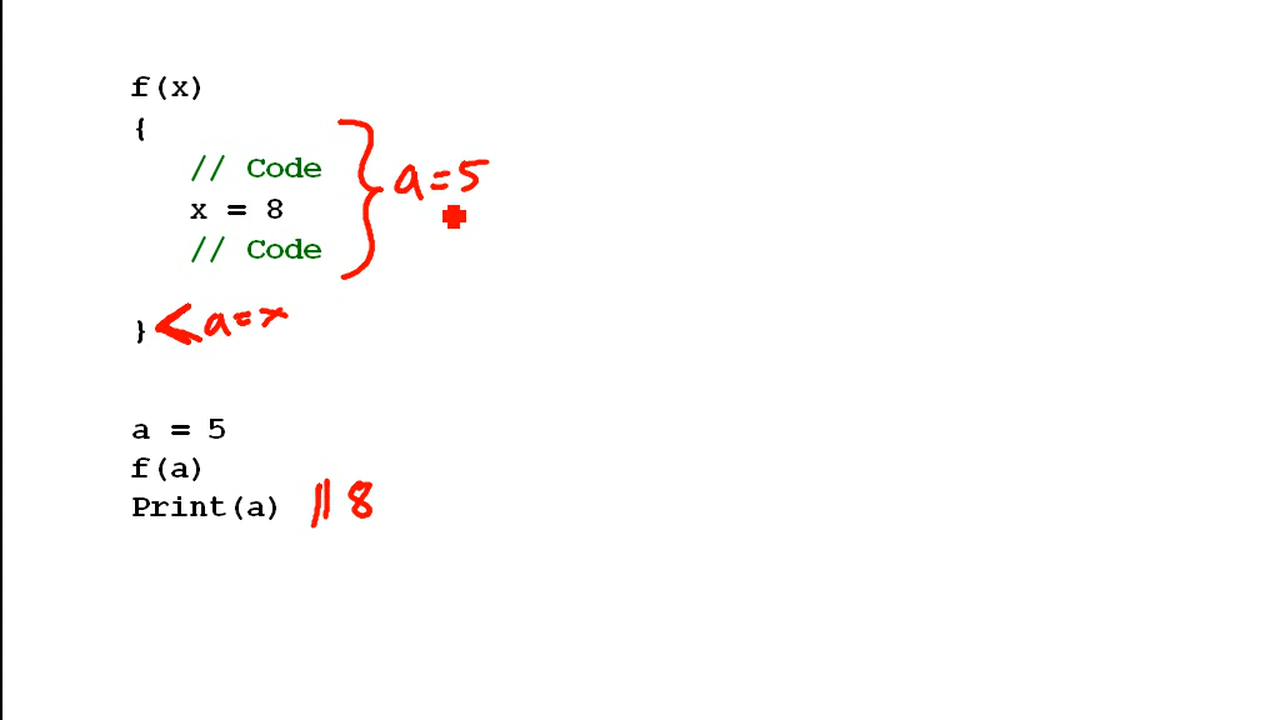 f(x)
{
// Code
x = 8
// Code
a=5
} < a=x
a = 5
f(a)
Print(a) // 8